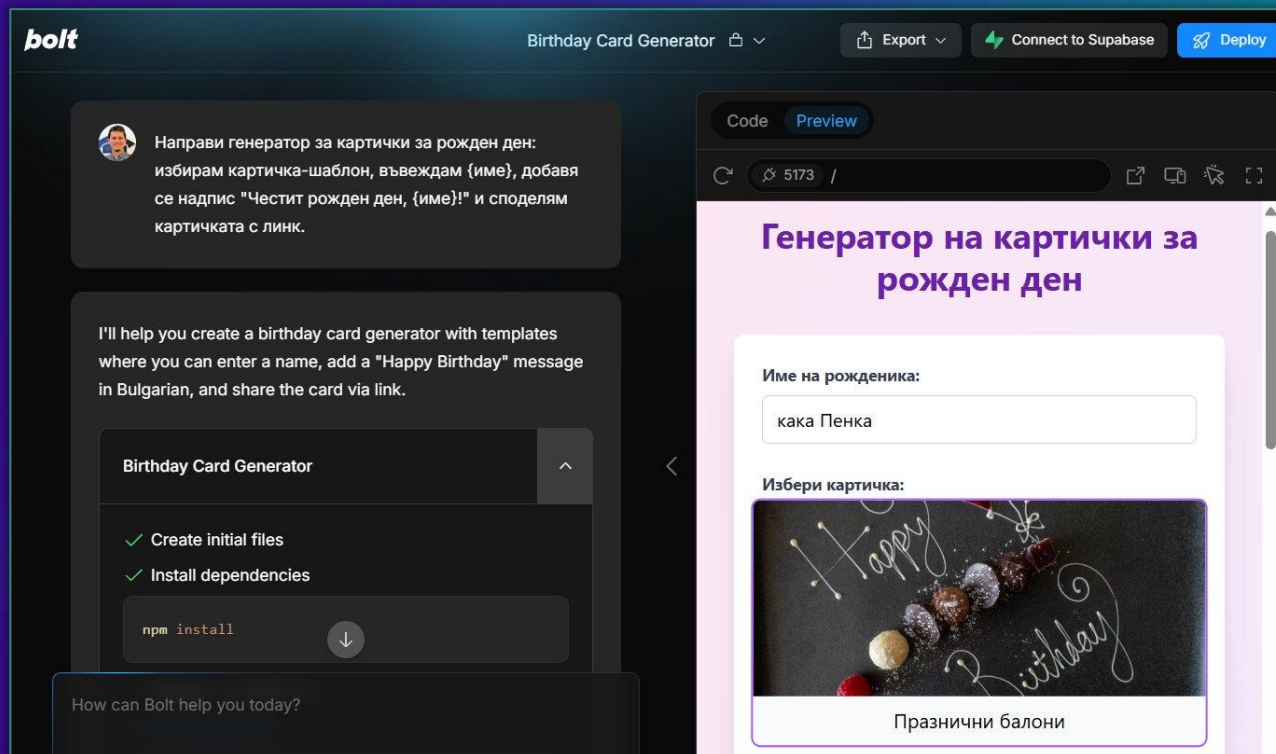 bolt
Birthday Card Generator
Export
Connect to Supabase
Deploy
Направи генератор за картички за рожден ден:
избирам картичка-шаблон, въвеждам {име}, добавя
се надпис "Честит рожден ден, {име}!" и споделям
картичката с линк.
I'll help you create a birthday card generator with templates
where you can enter a name, add a "Happy Birthday" message
in Bulgarian, and share the card via link.
Birthday Card Generator
Create initial files
Install dependencies
npm install
How can Bolt help you today?
Code Preview
5173 /
Генератор на картички за
рожден ден
Име на рожденика:
кака Пенка
Избери картичка:
Happy
Birthday
Празнични балони